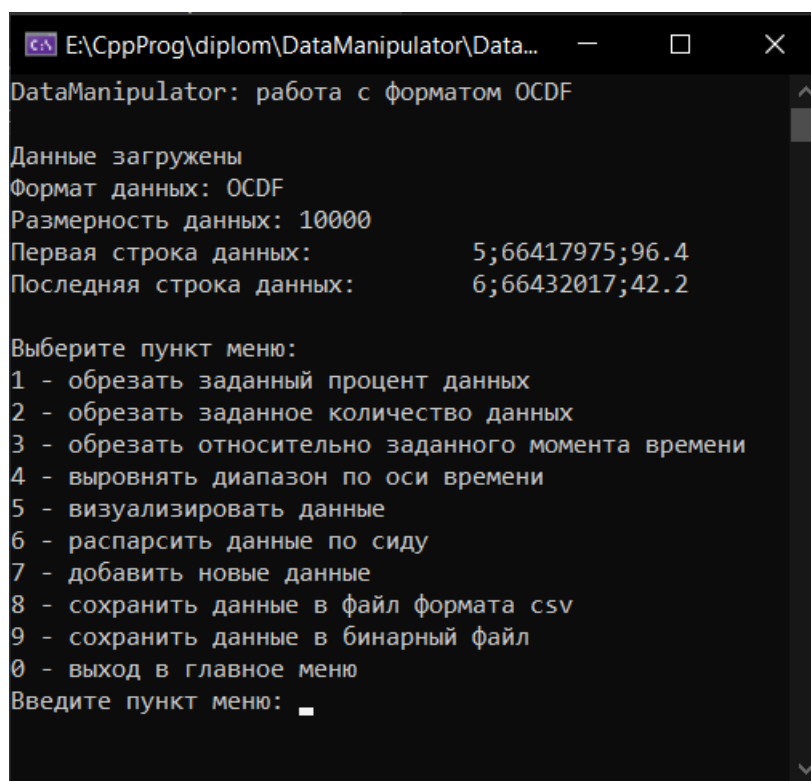 E:\CppProg\diplom\DataManipulator\Data...
DataManipulator: работа с форматом OCDF
Данные загружены
Формат данных: OCDF
Размерность данных: 10000
Первая строка данных: 5;66417975;96.4
Последняя строка данных: 6;66432017;42.2
Выберите пункт меню:
1 - обрезать заданный процент данных
2 - обрезать заданное количество данных
3 - обрезать относительно заданного момента времени
4 - выровнять диапазон по оси времени
5 - визуализировать данные
6 - распарсить данные по сиду
7 - добавить новые данные
8 - сохранить данные в файл формата csv
9 - сохранить данные в бинарный файл
0 - выход в главное меню
Введите пункт меню: